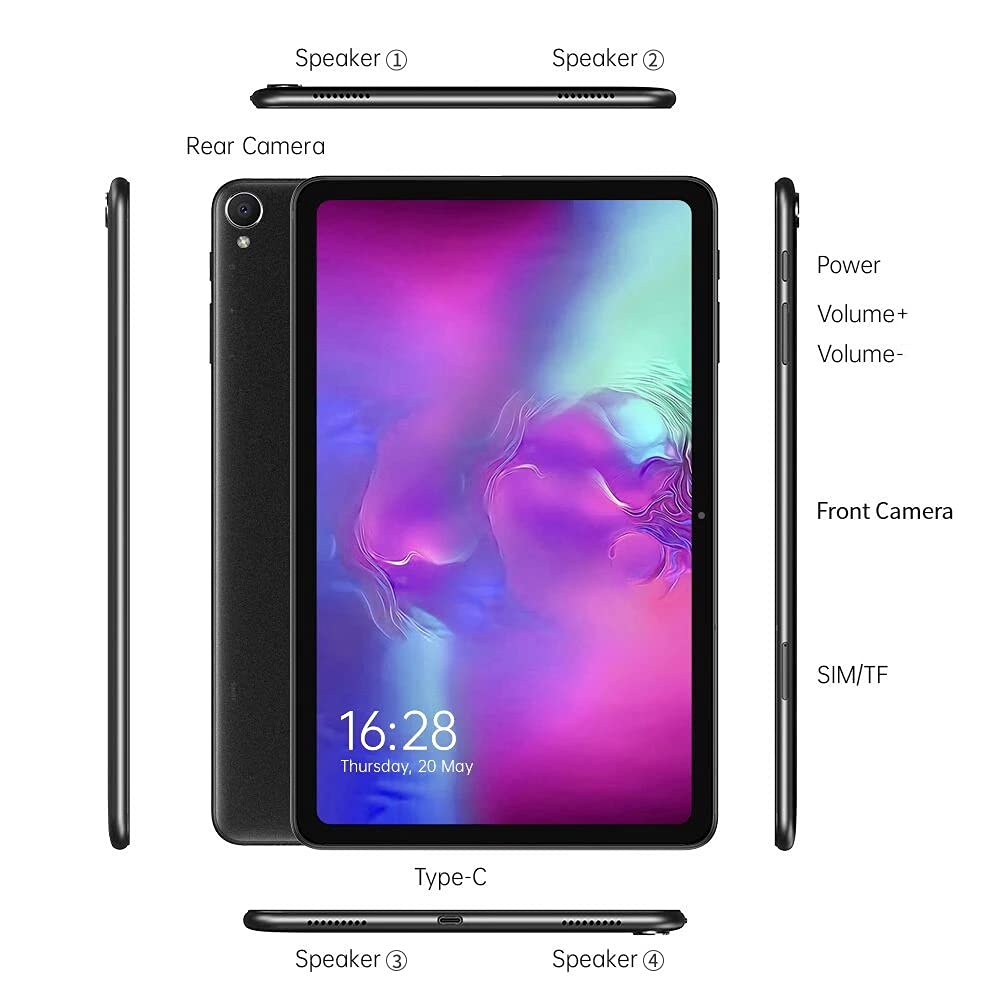 Speaker ① Speaker ②
Rear Camera
Power
Volume+
Volume-
Front Camera
SIM/TF
16:28
Thursday, 20 May
Type-C
Speaker ③ Speaker ④